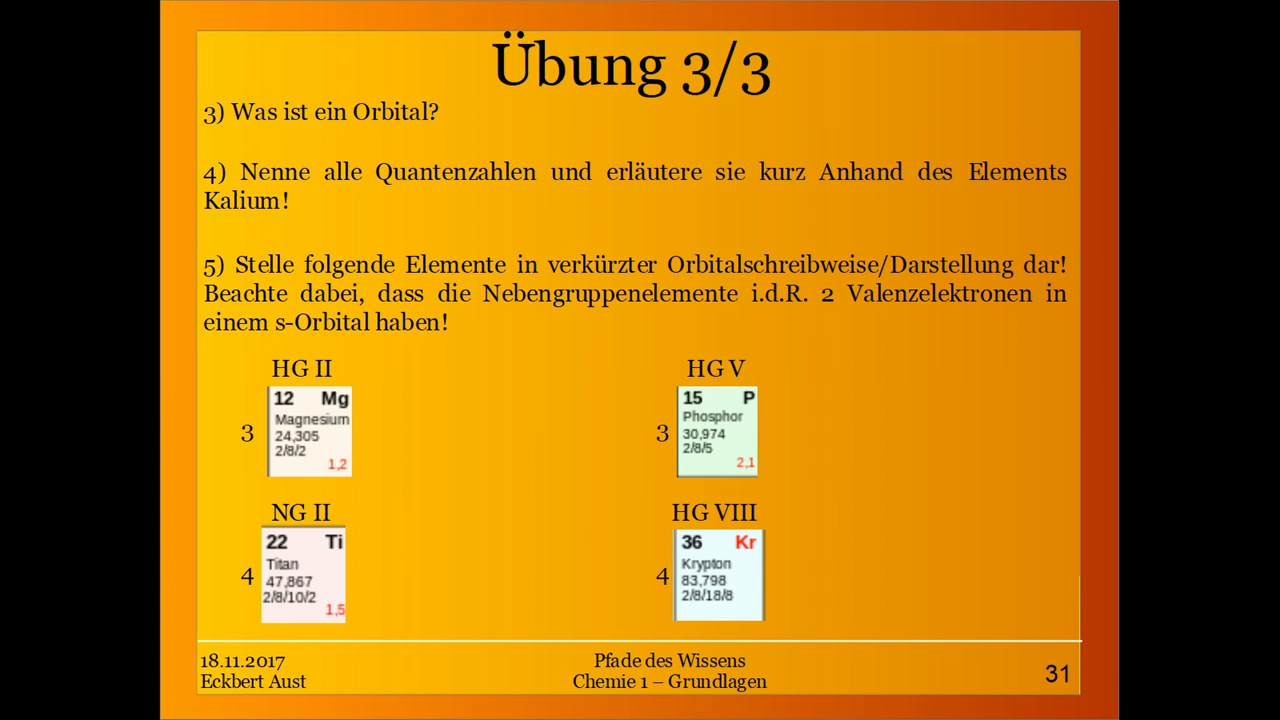 Übung 3/3
3) Was ist ein Orbital?
4) Nenne alle Quantenzahlen und erläutere sie kurz Anhand des Elements
Kalium!
5) Stelle folgende Elemente in verkürzter Orbitalschreibweise/Darstellung dar!
Beachte dabei, dass die Nebengruppenelemente i.d.R. 2 Valenzelektronen in
einem s-Orbital haben!
HG II
3
12 Mg
Magnesium
24,305
2/8/2
1,2
HG V
3
15 P
Phosphor
30,974
2/8/5
2,1
NG II
4
22 Ti
Titan
47,867
2/8/10/2
1,5
HG VIII
4
36 Kr
Krypton
83,798
2/8/18/8
18.11.2017
Eckbert Aust
Pfade des Wissens
Chemie 1 – Grundlagen
31